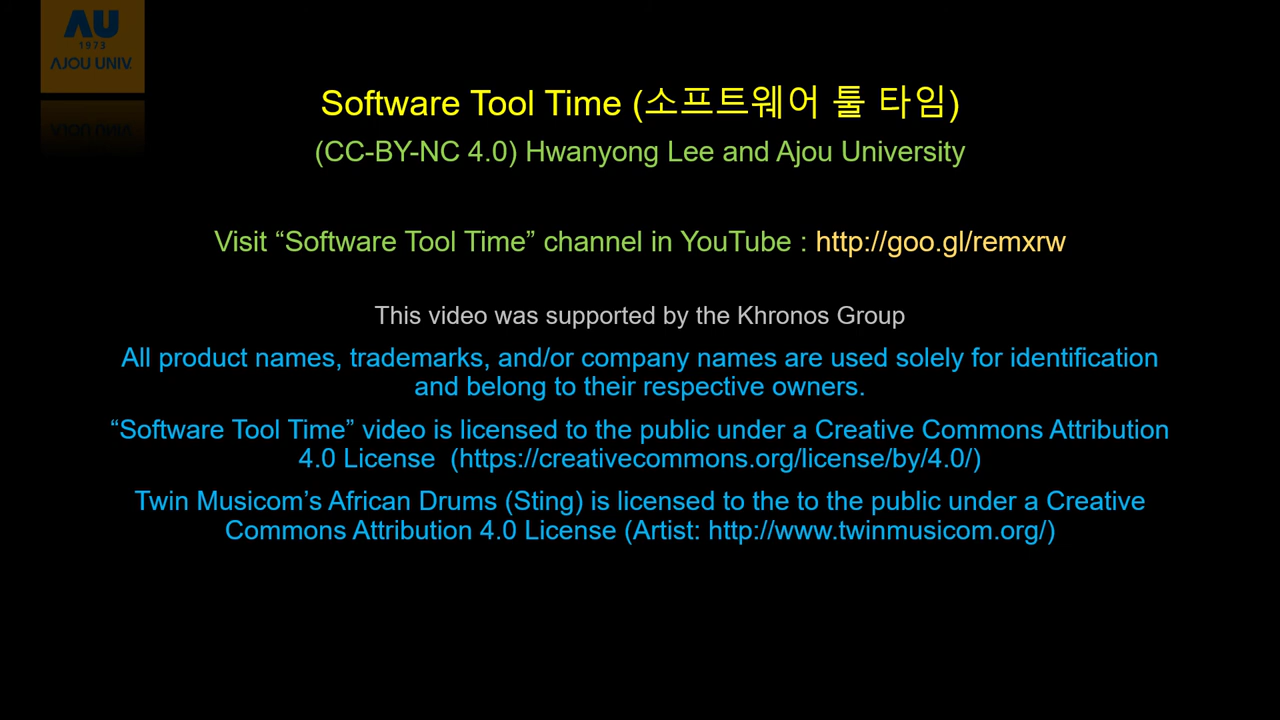 AU
1973
AJOU UNIV.
Software Tool Time (소프트웨어 툴 타임)
(CC-BY-NC 4.0) Hwanyong Lee and Ajou University
Visit “Software Tool Time” channel in YouTube : http://goo.gl/remxrw
This video was supported by the Khronos Group
All product names, trademarks, and/or company names are used solely for identification
and belong to their respective owners.
“Software Tool Time” video is licensed to the public under a Creative Commons Attribution
4.0 License (https://creativecommons.org/license/by/4.0/)
Twin Musicom’s African Drums (Sting) is licensed to the to the public under a Creative
Commons Attribution 4.0 License (Artist: http://www.twinmusicom.org/)